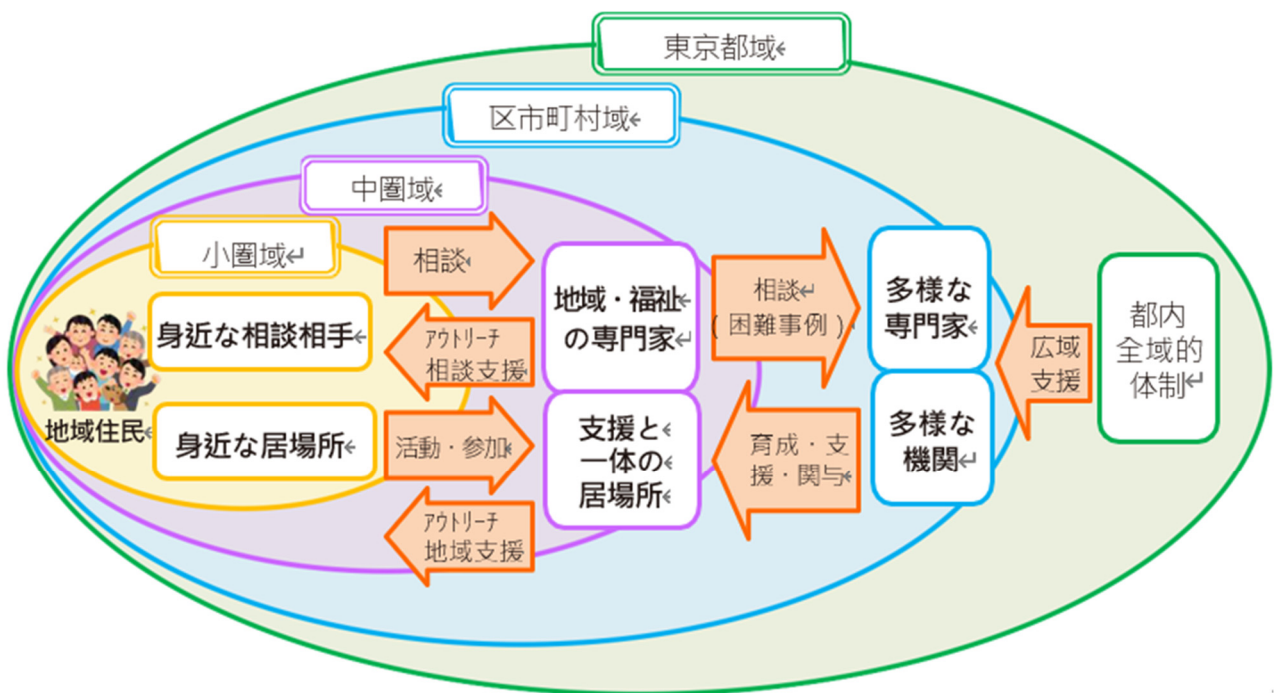 東京都域
区市町村域
中圏域
小圏域
身近な相談相手
地域住民
身近な居場所
相談
アウトリーチ
相談支援
活動・参加
アウトリーチ
地域支援
地域・福祉
の専門家
支援と
一体の
居場所
相談
(困難事例)
育成・支
援・関与
多様な
専門家
多様な
機関
広域
支援
都内
全域的
体制